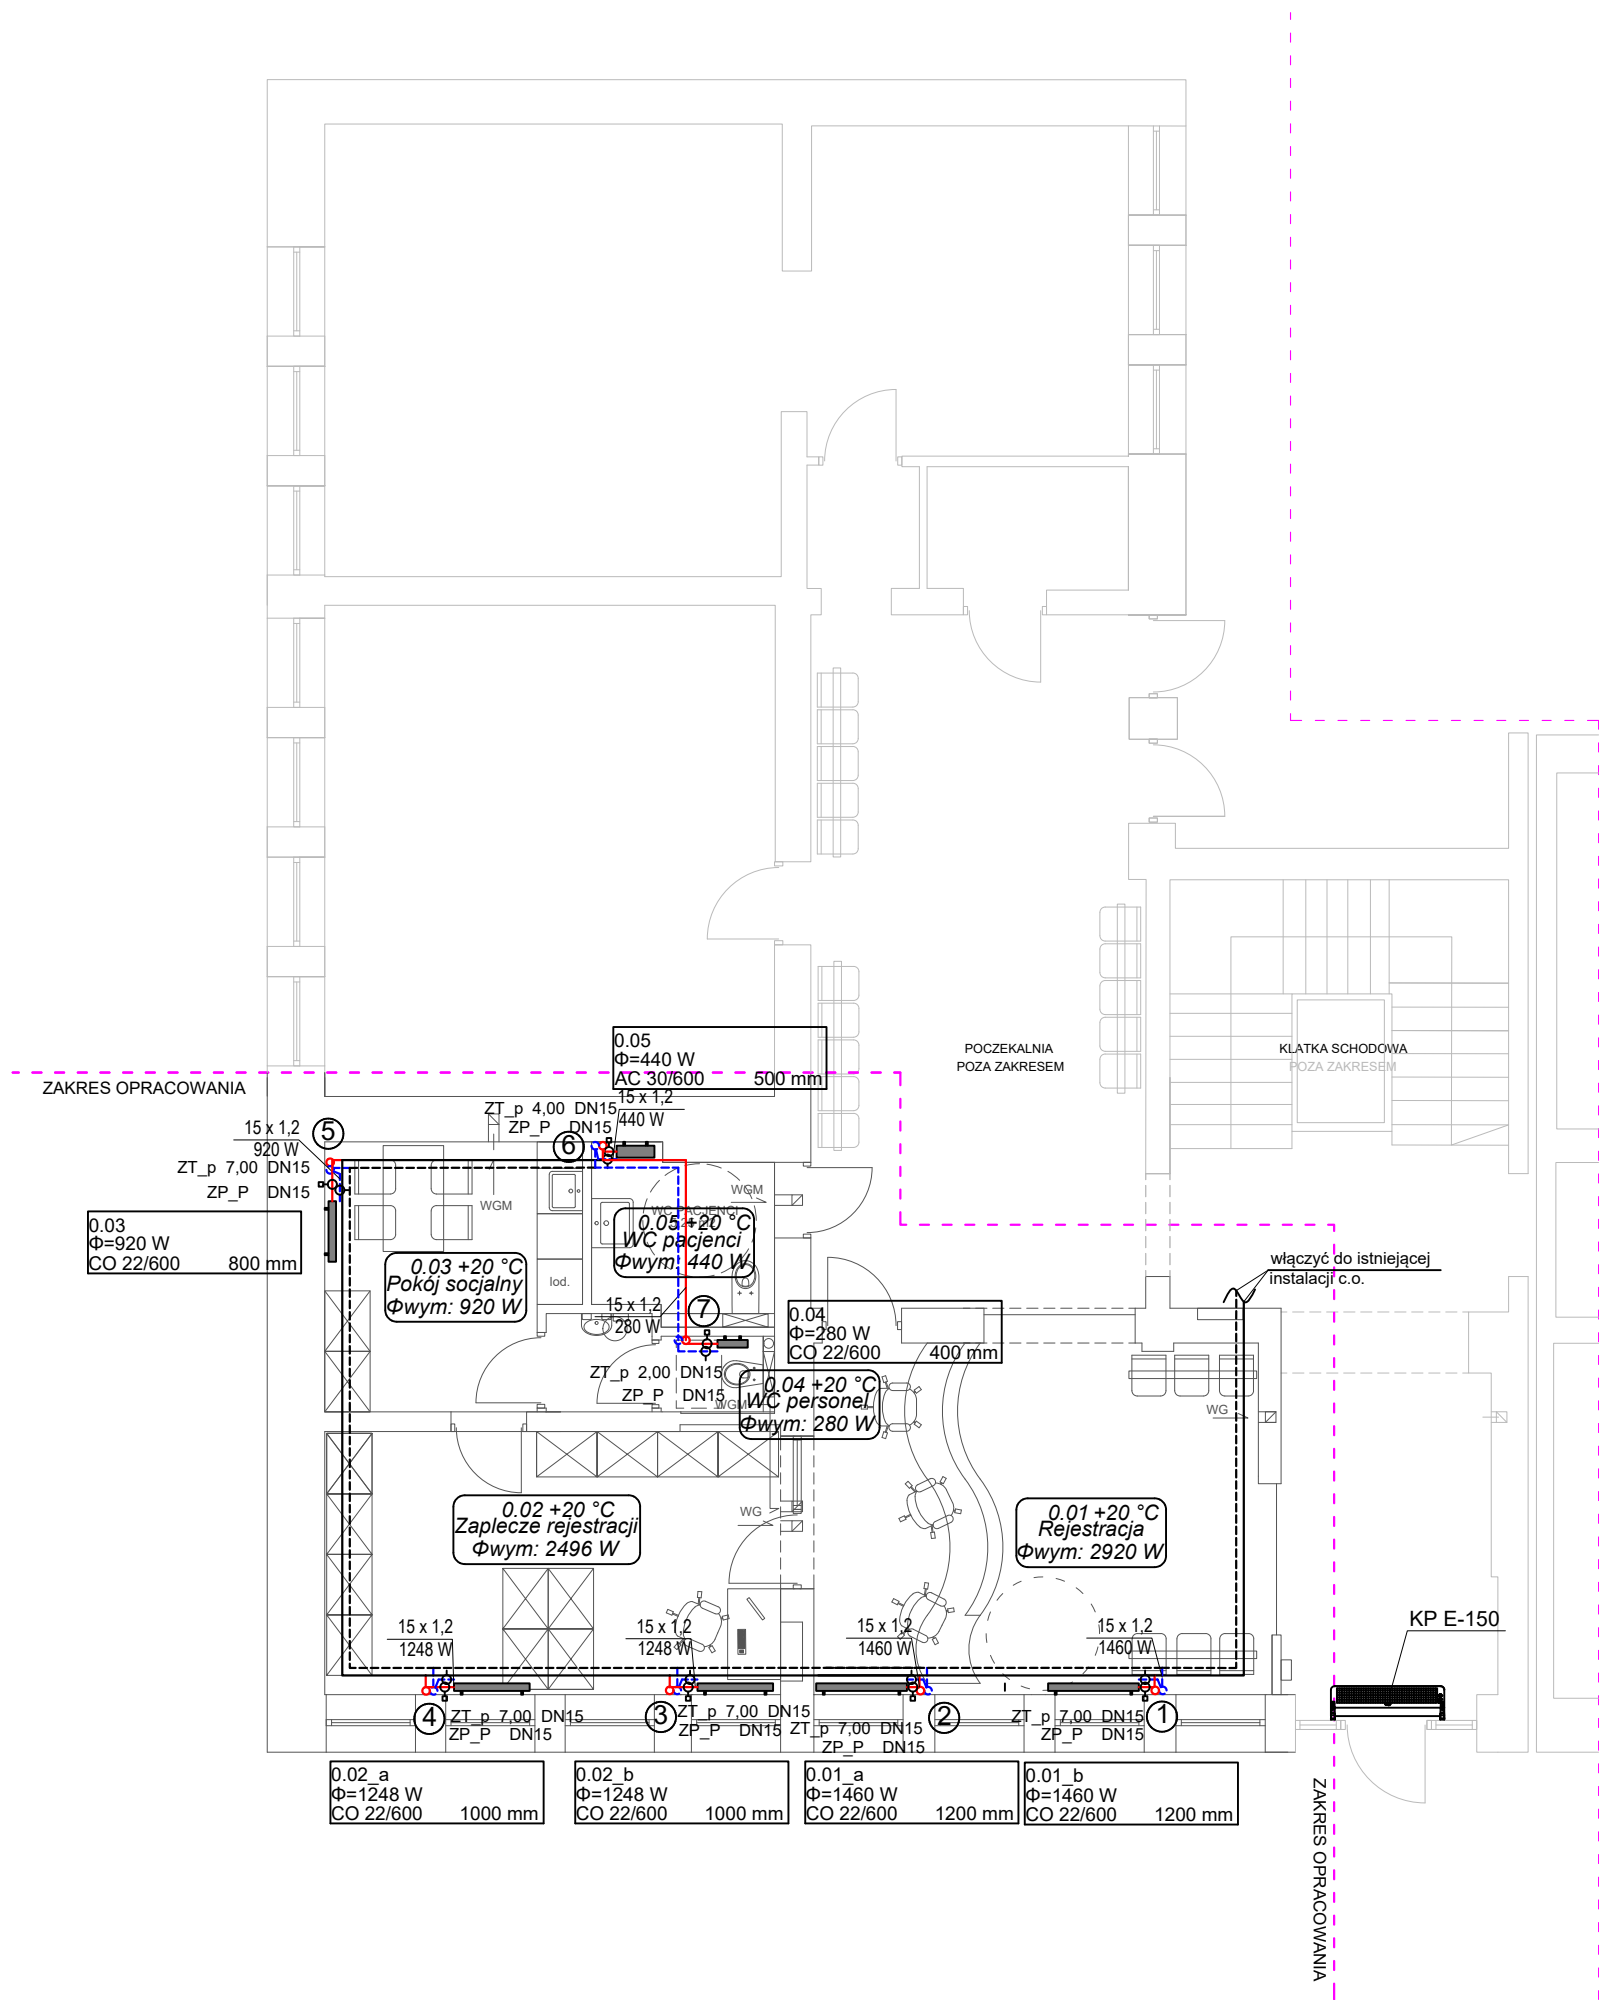 0.05
Φ=440 W
AC 30/600 500 mm
POCZEKALNIA
POZA ZAKRESEM
KLATKA SCHODOWA
POZA ZAKRESEM
ZAKRES OPRACOWANIA
15 x 1,2
920 W
5
ZT_p 7,00 DN15
ZP_P DN15
ZT_p 4,00 DN15
ZP_P DN15
6
15 x 1,2
440 W
WGM
WGM
WC PACJENCI
0.03
Φ=920 W
CO 22/600 800 mm
0.03 +20 °C
Pokój socjalny
Φwym: 920 W
lod.
0.05 +20 °C
WC pacjenci
Φwym: 440 W
włączyć do istniejącej
instalacji c.o.
15 x 1,2
280 W
7
0.04
Φ=280 W
CO 22/600 400 mm
ZT_p 2,00 DN15
ZP_P DN15
WGM
0.04 +20 °C
WC personel
Φwym: 280 W
WG
0.02 +20 °C
Zaplecze rejestracji
Φwym: 2496 W
WG
0.01 +20 °C
Rejestracja
Φwym: 2920 W
15 x 1,2
1248 W
15 x 1,2
1248 W
15 x 1,2
1460 W
15 x 1,2
1460 W
KP E-150
4
ZT_p 7,00 DN15
ZP_P DN15
3
ZT_p 7,00 DN15
ZP_P DN15
2
ZT_p 7,00 DN15
ZP_P DN15
1
ZT_p 7,00 DN15
ZP_P DN15
0.02_a
Φ=1248 W
CO 22/600 1000 mm
0.02_b
Φ=1248 W
CO 22/600 1000 mm
0.01_a
Φ=1460 W
CO 22/600 1200 mm
0.01_b
Φ=1460 W
CO 22/600 1200 mm
ZAKRES OPRACOWANIA